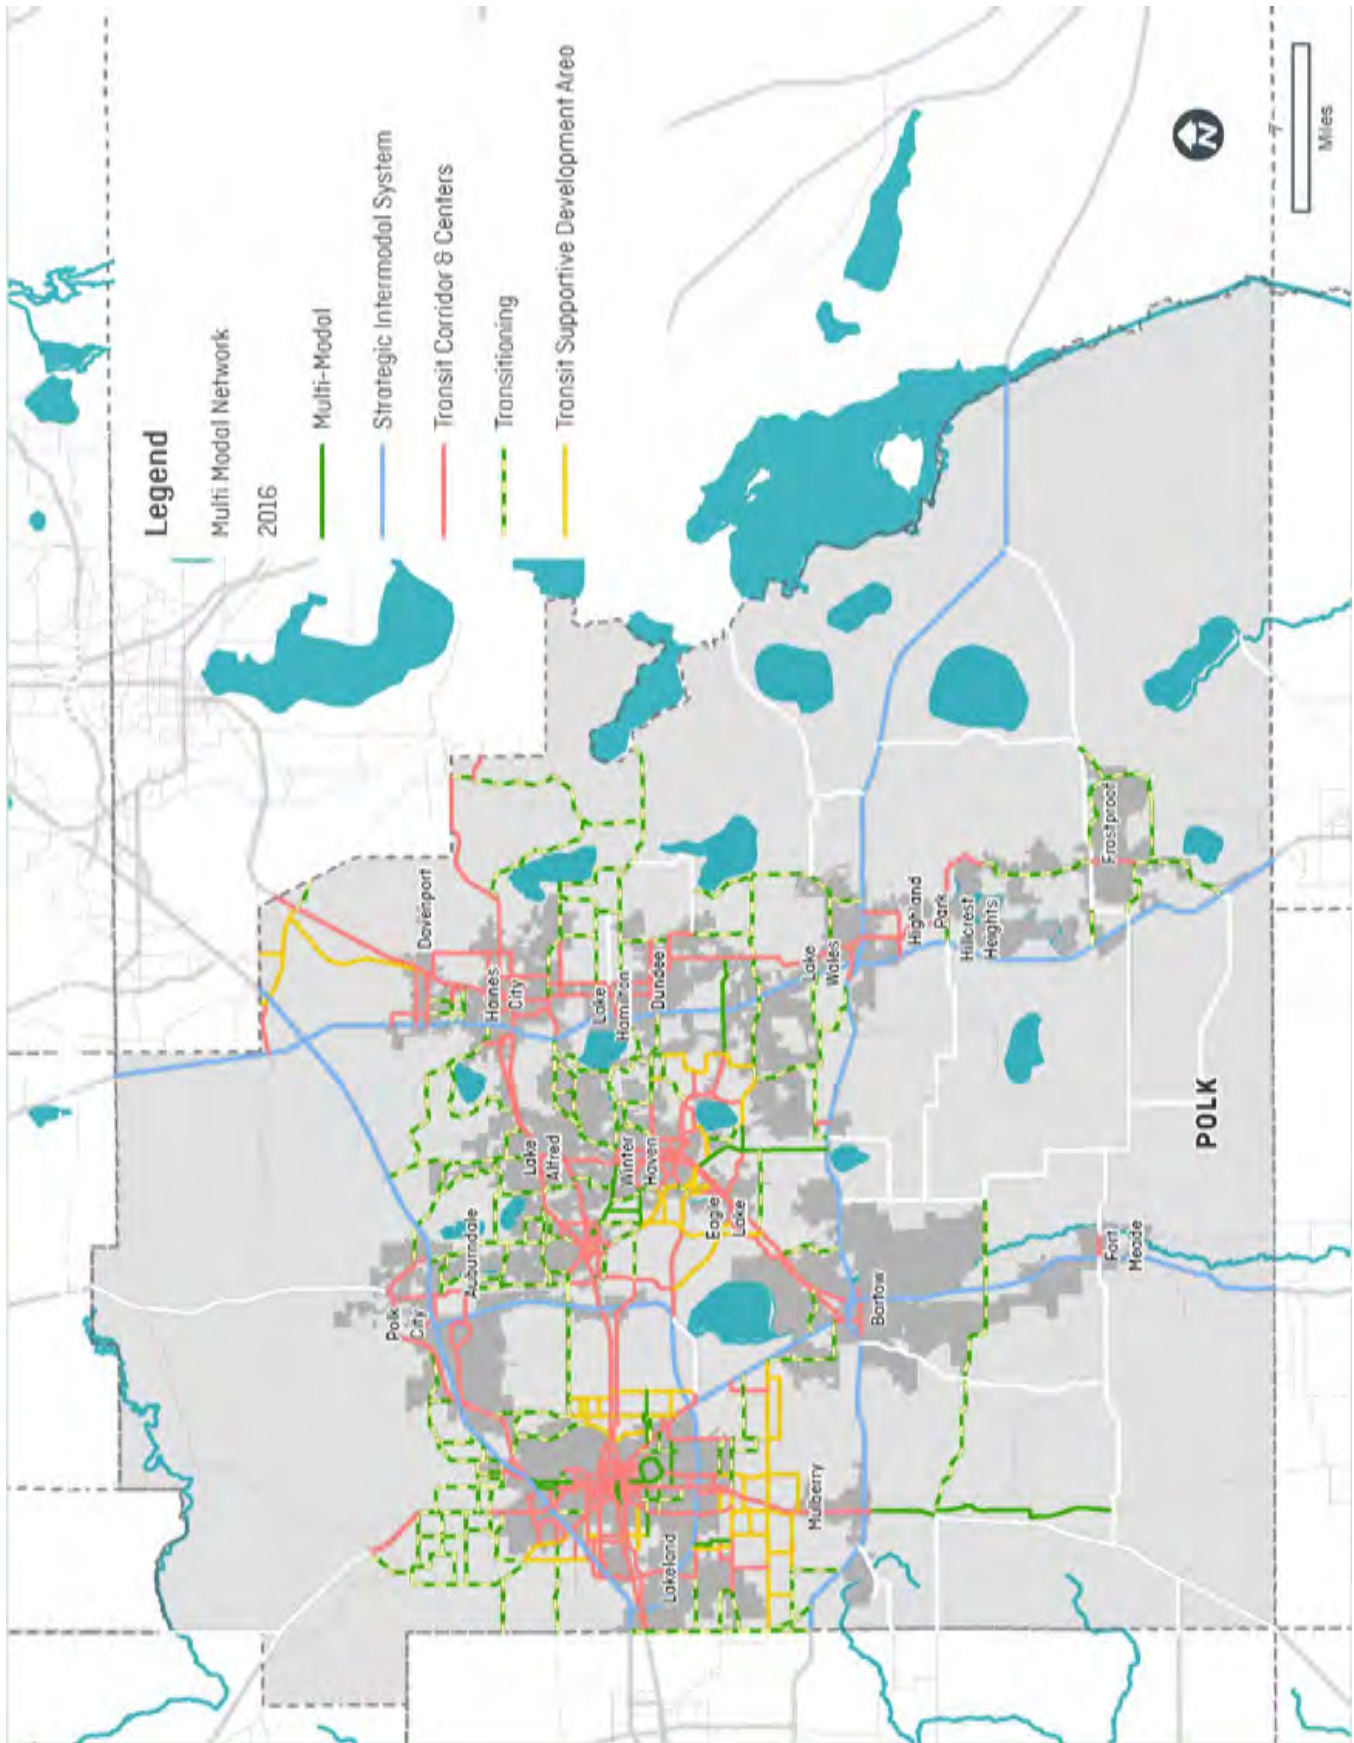 Legend
Multi Modal Network
2016
Multi-Modal
Strategic Intermodal System
Transit Corridor & Centers
Transitioning
Transit Supportive Development Area
N
7
Miles
Davenport
Polk
City
Haines
City
Lake
Alfred
Auburndale
Lake
Hamilton
Winter
Haven
Dundee
Lakeland
Eagle
Lake
Lake
Wales
Mulberry
Bartow
Highland
Park
Hillcrest
Heights
Frostproof
Fort
Meade
POLK